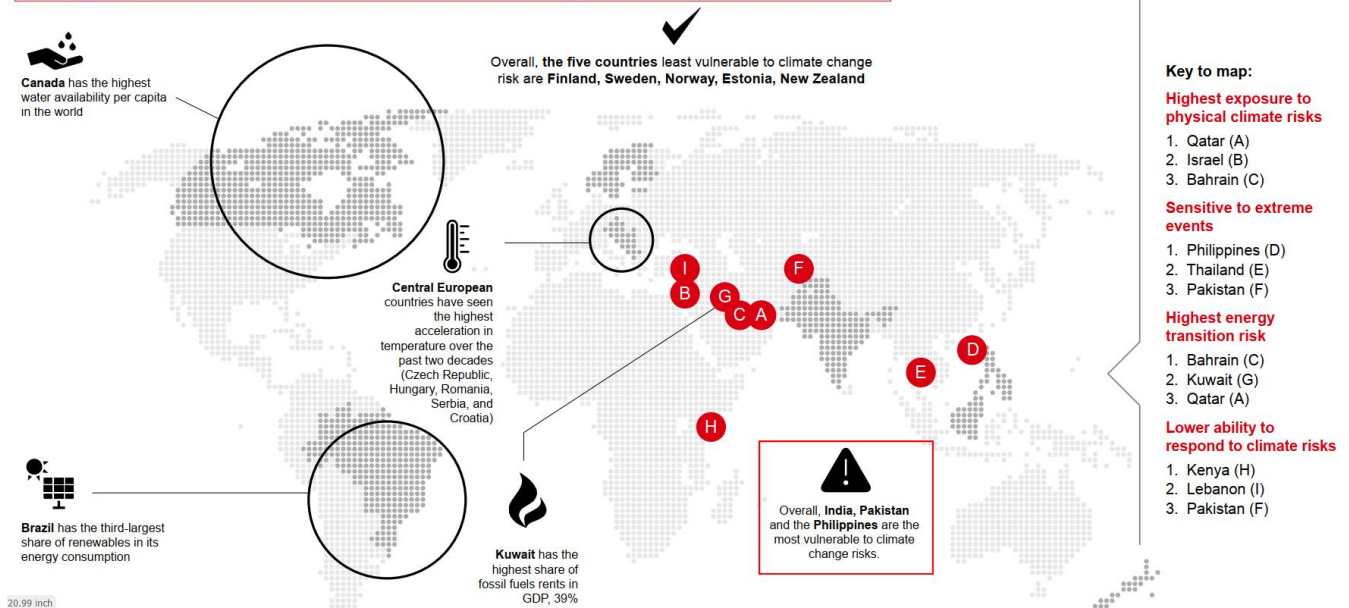 Overall, the five countries least vulnerable to climate change
risk are Finland, Sweden, Norway, Estonia, New Zealand
Canada has the highest
water availability per capita
in the world
Central European
countries have seen
the highest
acceleration in
temperature over the
past two decades
(Czech Republic,
Hungary, Romania,
Serbia, and
Croatia)
I
B
G
C
A
F
D
E
H
Brazil has the third-largest
share of renewables in its
energy consumption
Kuwait has the
highest share of
fossil fuels rents in
GDP, 39%
Overall, India, Pakistan
and the Philippines are the
most vulnerable to climate
change risks.
Key to map:
Highest exposure to
physical climate risks
1. Qatar (A)
2. Israel (B)
3. Bahrain (C)
Sensitive to extreme
events
1. Philippines (D)
2. Thailand (E)
3. Pakistan (F)
Highest energy
transition risk
1. Bahrain (C)
2. Kuwait (G)
3. Qatar (A)
Lower ability to
respond to climate risks
1. Kenya (H)
2. Lebanon (I)
3. Pakistan (F)
20.99 inch